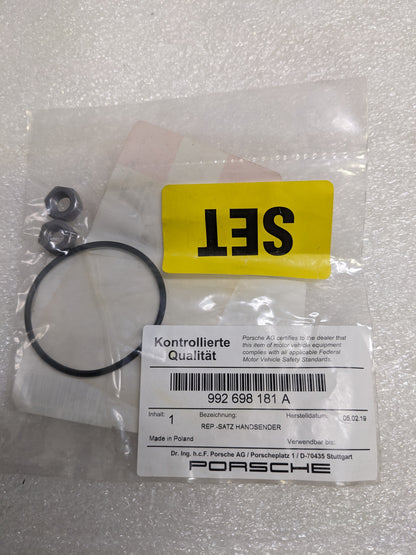 SET
Kontrollierte
Qualität
Porsche AG certifies to the dealer that
this item of motor vehicle equipment
complies with all applicable Federal
Motor Vehicle Safety Standards.
992 698 181 A
Inhalt: 1 Bezeichnung: Herstelldatum: 05.02.19
REP.-SATZ HANDSENDER
Made in Poland Verwendbar bis:
Dr. Ing. h.c.F. Porsche AG / Porscheplatz 1 / D-70435 Stuttgart
PORSCHE